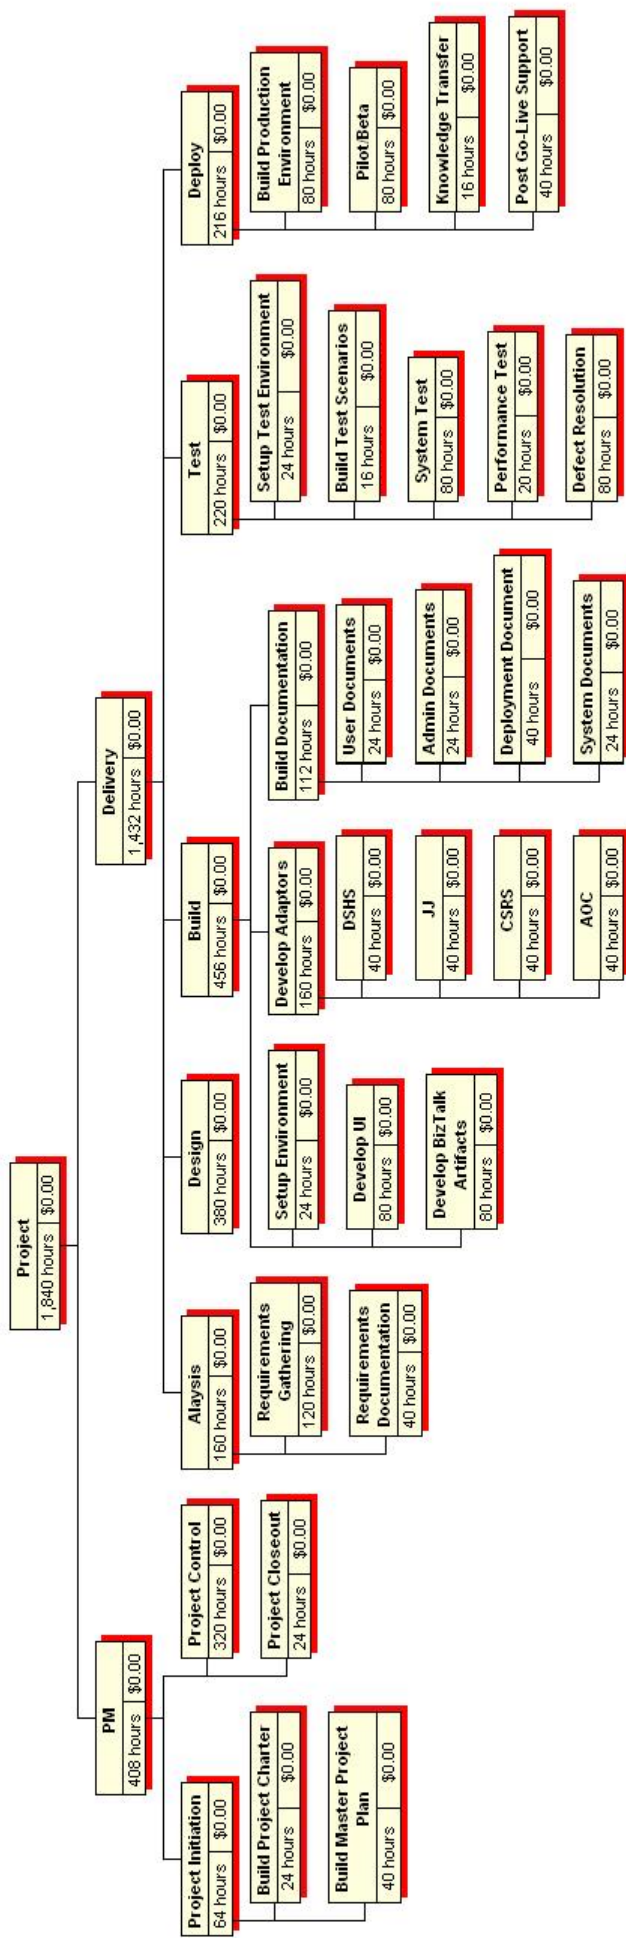 Project
1,840 hours $0.00
PM
408 hours $0.00
Delivery
1,432 hours $0.00
Project Initiation
64 hours $0.00
Build Project Charter
24 hours $0.00
Build Master Project
Plan
40 hours $0.00
Project Control
320 hours $0.00
Project Closeout
24 hours $0.00
Alaysis
160 hours $0.00
Requirements
Gathering
120 hours $0.00
Requirements
Documentation
40 hours $0.00
Design
380 hours $0.00
Build
456 hours $0.00
Setup Environment
24 hours $0.00
Develop UI
80 hours $0.00
Develop BizTalk
Artifacts
80 hours $0.00
Develop Adaptors
160 hours $0.00
DSHS
40 hours $0.00
JJ
40 hours $0.00
CSRS
40 hours $0.00
AOC
40 hours $0.00
Build Documentation
112 hours $0.00
User Documents
24 hours $0.00
Admin Documents
24 hours $0.00
Deployment Document
40 hours $0.00
System Documents
24 hours $0.00
Test
220 hours $0.00
Setup Test Environment
24 hours $0.00
Build Test Scenarios
16 hours $0.00
System Test
80 hours $0.00
Performance Test
20 hours $0.00
Defect Resolution
80 hours $0.00
Deploy
216 hours $0.00
Build Production
Environment
80 hours $0.00
Pilot/Beta
80 hours $0.00
Knowledge Transfer
16 hours $0.00
Post Go-Live Support
40 hours $0.00